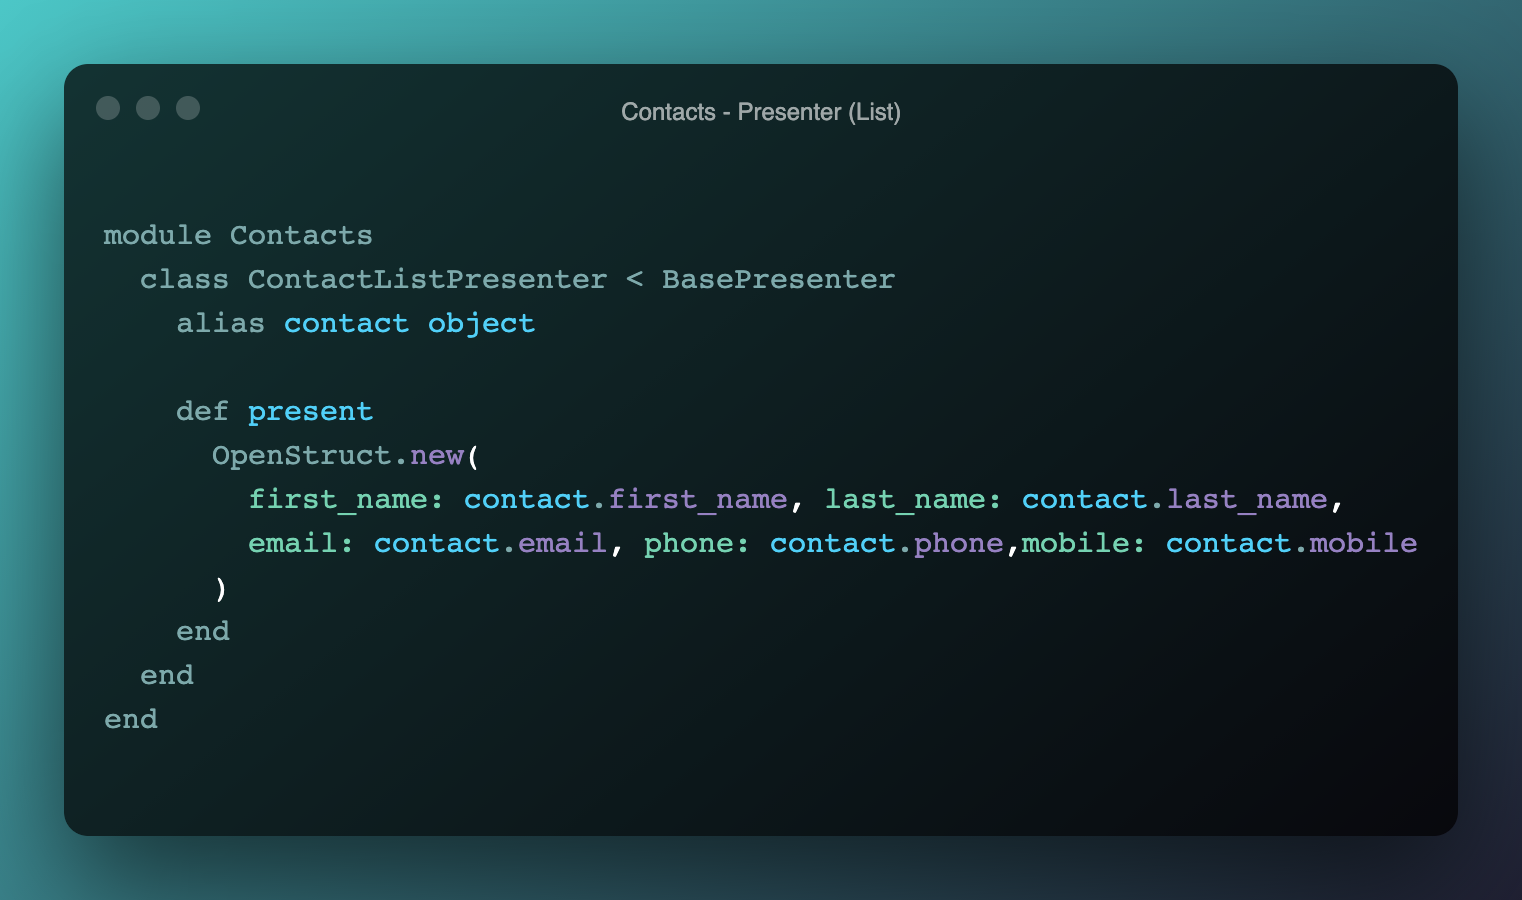 Contacts - Presenter (List)
module Contacts
  class ContactListPresenter < BasePresenter
    alias contact object

    def present
      OpenStruct.new(
        first_name: contact.first_name, last_name: contact.last_name,
        email: contact.email, phone: contact.phone,mobile: contact.mobile
      )
    end
  end
end